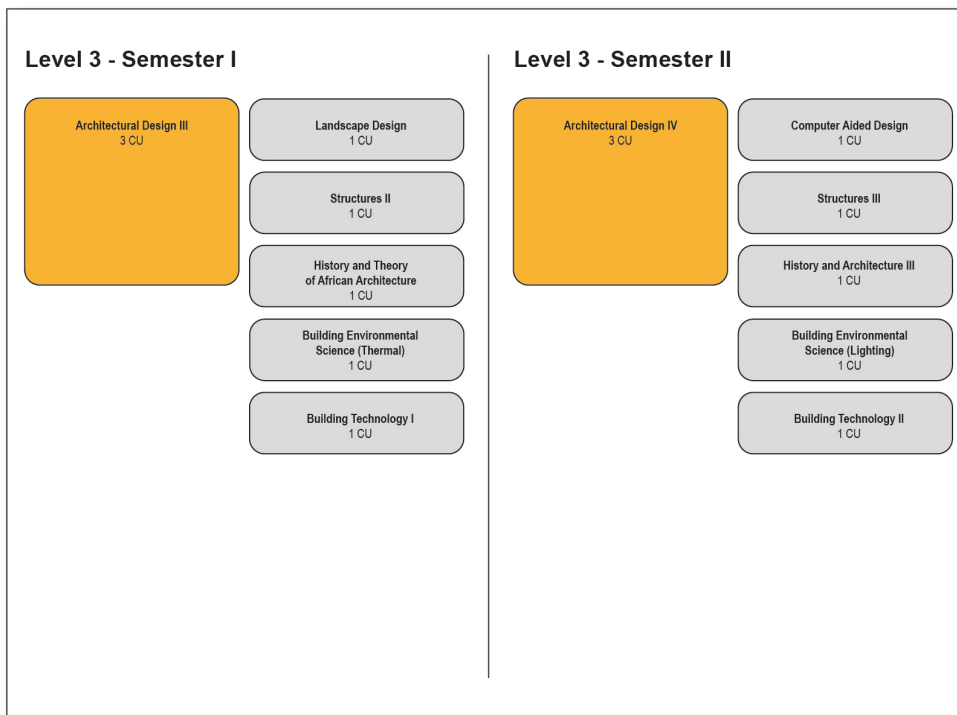 Level 3 - Semester I
Architectural Design III
3 CU
Landscape Design
1 CU
Structures II
1 CU
History and Theory
of African Architecture
1 CU
Building Environmental
Science (Thermal)
1 CU
Building Technology I
1 CU
Level 3 - Semester II
Architectural Design IV
3 CU
Computer Aided Design
1 CU
Structures III
1 CU
History and Architecture III
1 CU
Building Environmental
Science (Lighting)
1 CU
Building Technology II
1 CU